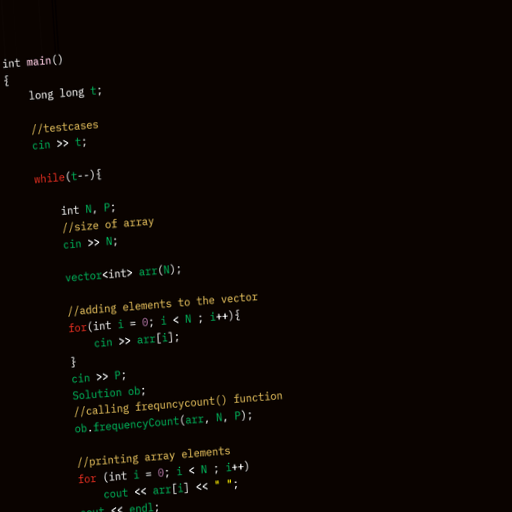 int main()
{
long long t;
//testcases
cin >> t;
while(t--){
int N, P;
//size of array
cin >> N;
vector<int> arr(N);
//adding elements to the vector
for(int i = 0; i < N ; i++){
cin >> arr[i];
}
cin >> P;
Solution ob;
//calling frequncycount() function
ob.frequencyCount(arr, N, P);
//printing array elements
for (int i = 0; i < N ; i++)
cout << arr[i] << " ";
cout << endl;